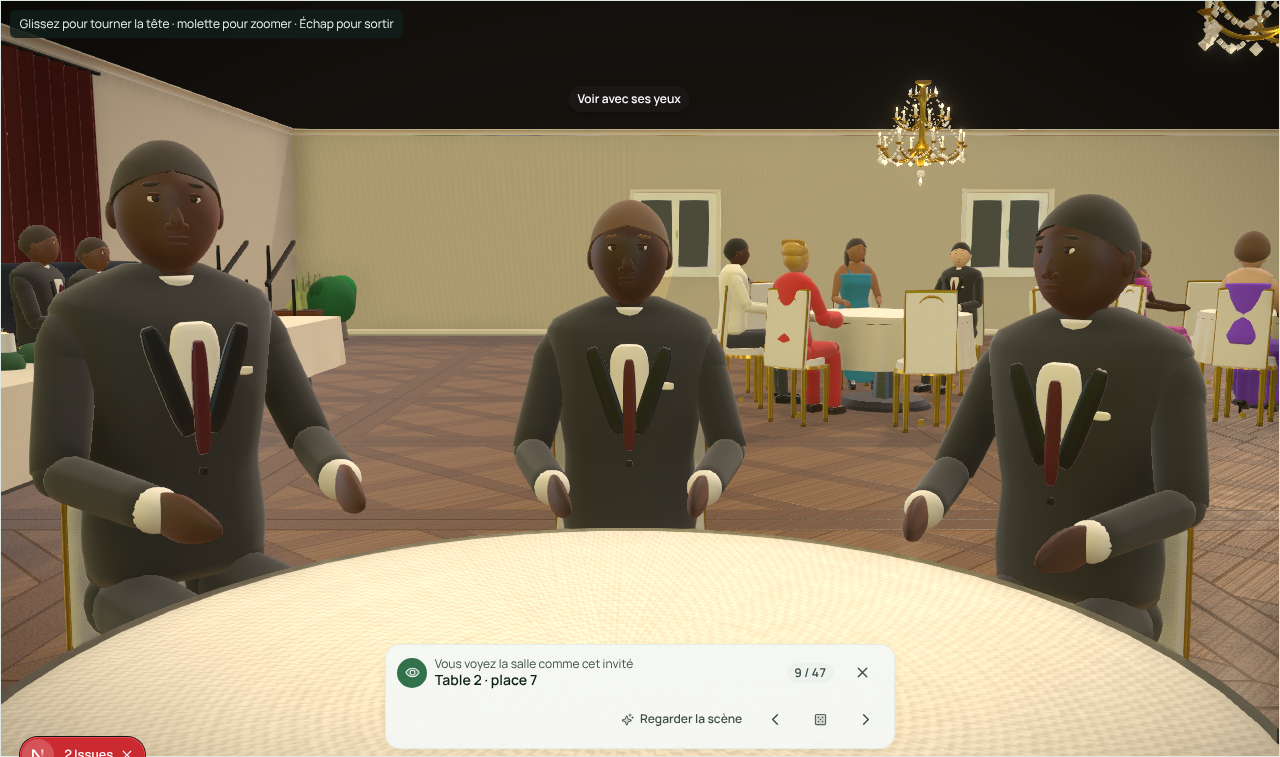 Glissez pour tourner la tête · molette pour zoomer · Échap pour sortir
Voir avec ses yeux
Vous voyez la salle comme cet invité
Table 2 · place 7
9 / 47
Regarder la scène
N
2 Issues